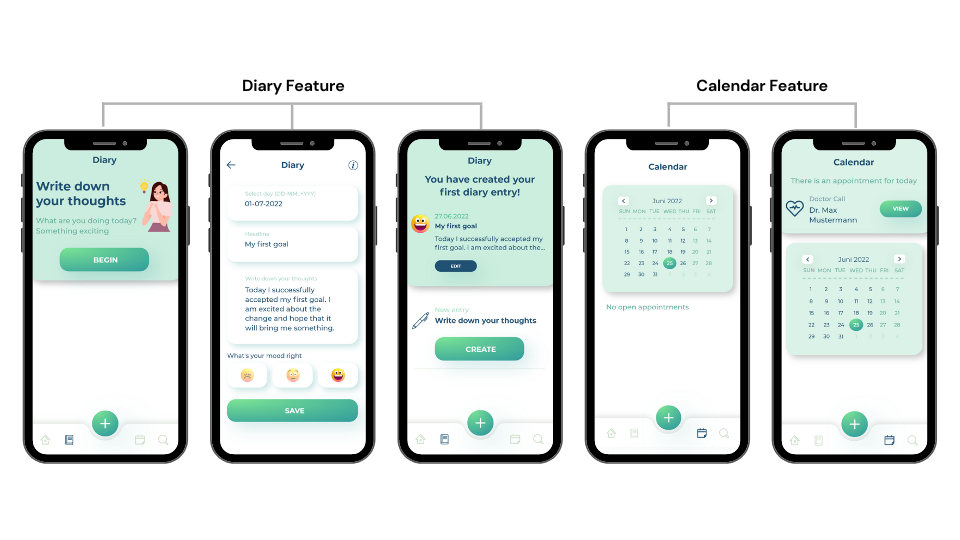 Diary Feature
Calendar Feature
Diary
Write down
your thoughts
What are you doing today?
Something exciting
BEGIN
Diary
Select day (DD-MM, YYYY)
01-07-2022
Headline
My first goal
Write down your thoughts
Today I successfully
accepted my first goal. I
am excited about the
change and hope that it
will bring me something.
What's your mood right
SAVE
Diary
You have created your
first diary entry!
27.06.2022
My first goal
Today I successfully accepted my
first goal. I am excited about the...
EDIT
New entry
Write down your thoughts
CREATE
Calendar
Juni 2022
SUN MON TUE WED THU FRI SAT
1 2 3 4 5 6 7
8 9 10 11 12 13 14
15 16 17 18 19 20 21
22 23 24 25 26 27 28
29 30 31
No open appointments
Calendar
There is an appointment for today
Doctor Call
Dr. Max
Mustermann
VIEW
Juni 2022
SUN MON TUE WED THU FRI SAT
1 2 3 4 5 6 7
8 9 10 11 12 13 14
15 16 17 18 19 20 21
22 23 24 25 26 27 28
29 30 31